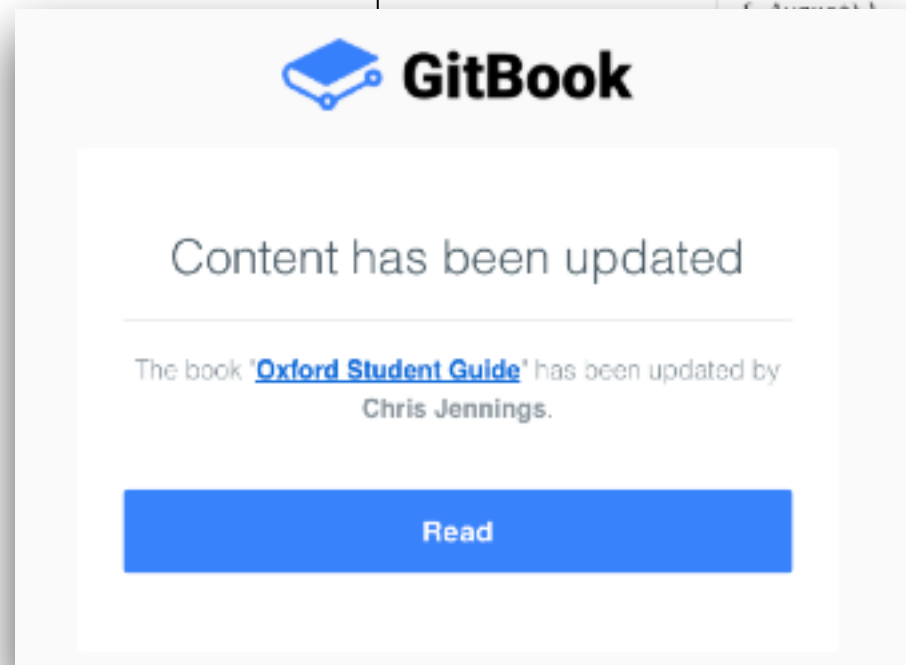 GitBook
Content has been updated
The book "Oxford Student Guide" has been updated by
Chris Jennings.
Read